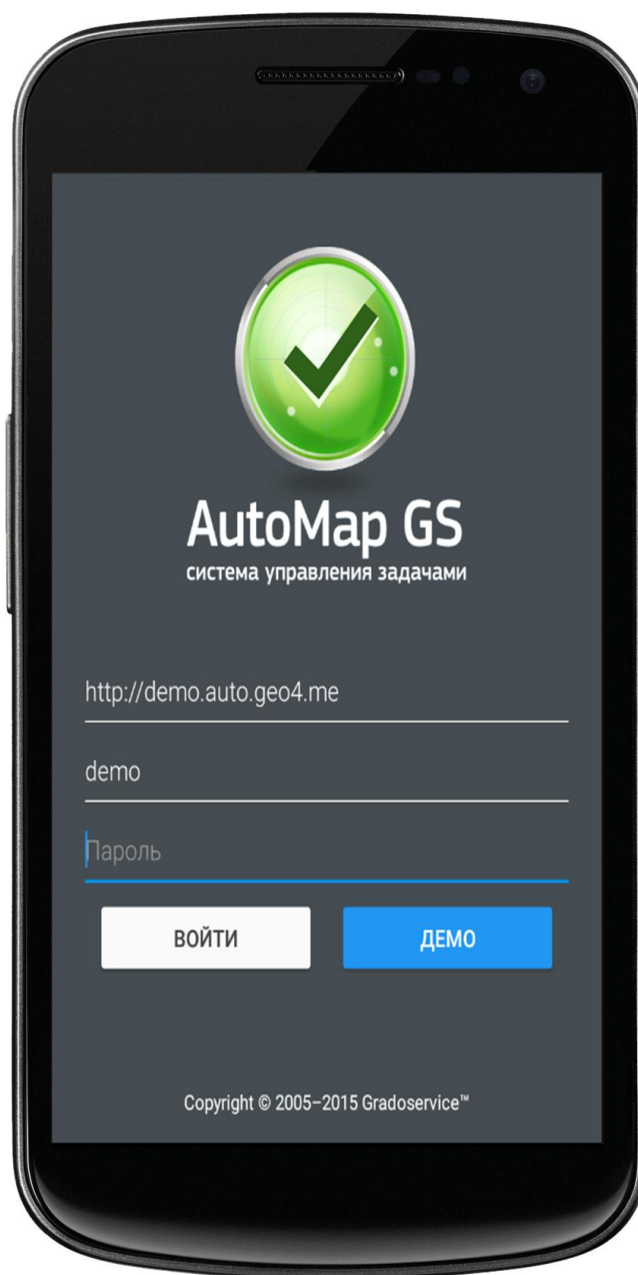 AutoMap GS
система управления задачами
http://demo.auto.geo4.me
demo
Пароль
ВОЙТИ
ДЕМО
Copyright © 2005–2015 Gradoservice™